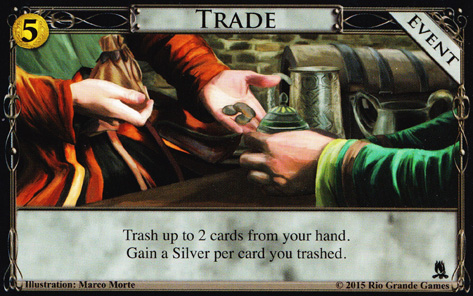 TRADE
5
EVENT
Trash up to 2 cards from your hand.
Gain a Silver per card you trashed.
Illustration: Marco Morte
© 2015 Rio Grande Games